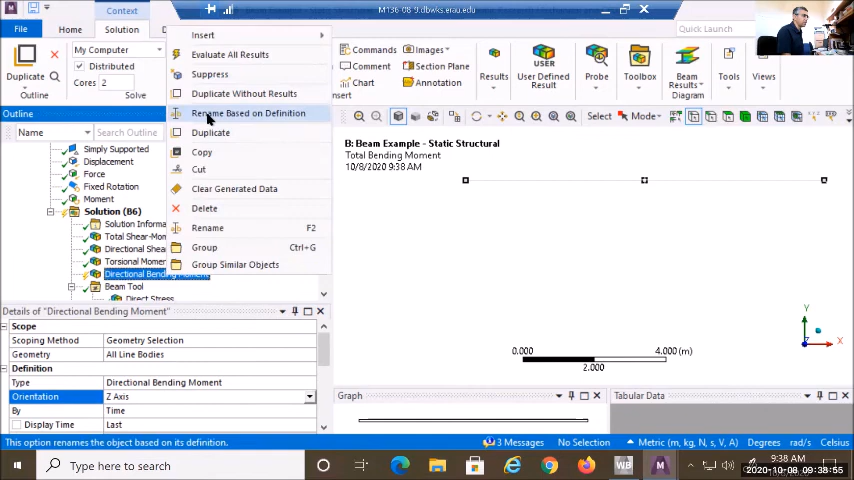 Context
M136-08-9.dbwks.erau.edu
File
Home
Solution
D
Quick Launch
Duplicate
My Computer
Distributed
Cores 2
Outline
Solve
Insert
Evaluate All Results
Suppress
Duplicate Without Results
Rename Based on Definition
Duplicate
Copy
Cut
Clear Generated Data
Delete
Rename
F2
Group
Ctrl+G
Group Similar Objects
Commands
Images
Comment
Section Plane
Chart
Annotation
Insert
Results
User Defined
Result
Probe
Toolbox
Beam
Results
Tools
Views
Select
Mode
Outline
Name
Search Outline
Simply Supported
Displacement
Force
Fixed Rotation
Moment
Solution (B6)
Solution Informa
Total Shear-Mom
Directional Shea
Torsional Momen
Directional Bending Moment
Beam Tool
Direct Stress
B: Beam Example - Static Structural
Total Bending Moment
10/8/2020 9:38 AM
0.000
4.000 (m)
2.000
Y
Z
X
Details of "Directional Bending Moment"
Scope
Scoping Method
Geometry Selection
Geometry
All Line Bodies
Definition
Type
Directional Bending Moment
Orientation
Z Axis
By
Time
Display Time
Last
Graph
Tabular Data
This option renames the object based on its definition.
3 Messages
No Selection
Metric (m, kg, N, s, V, A)
Degrees
rad/s
Celsius
Type here to search
WB
M
9:38 AM
2020-10-08 09:38:55